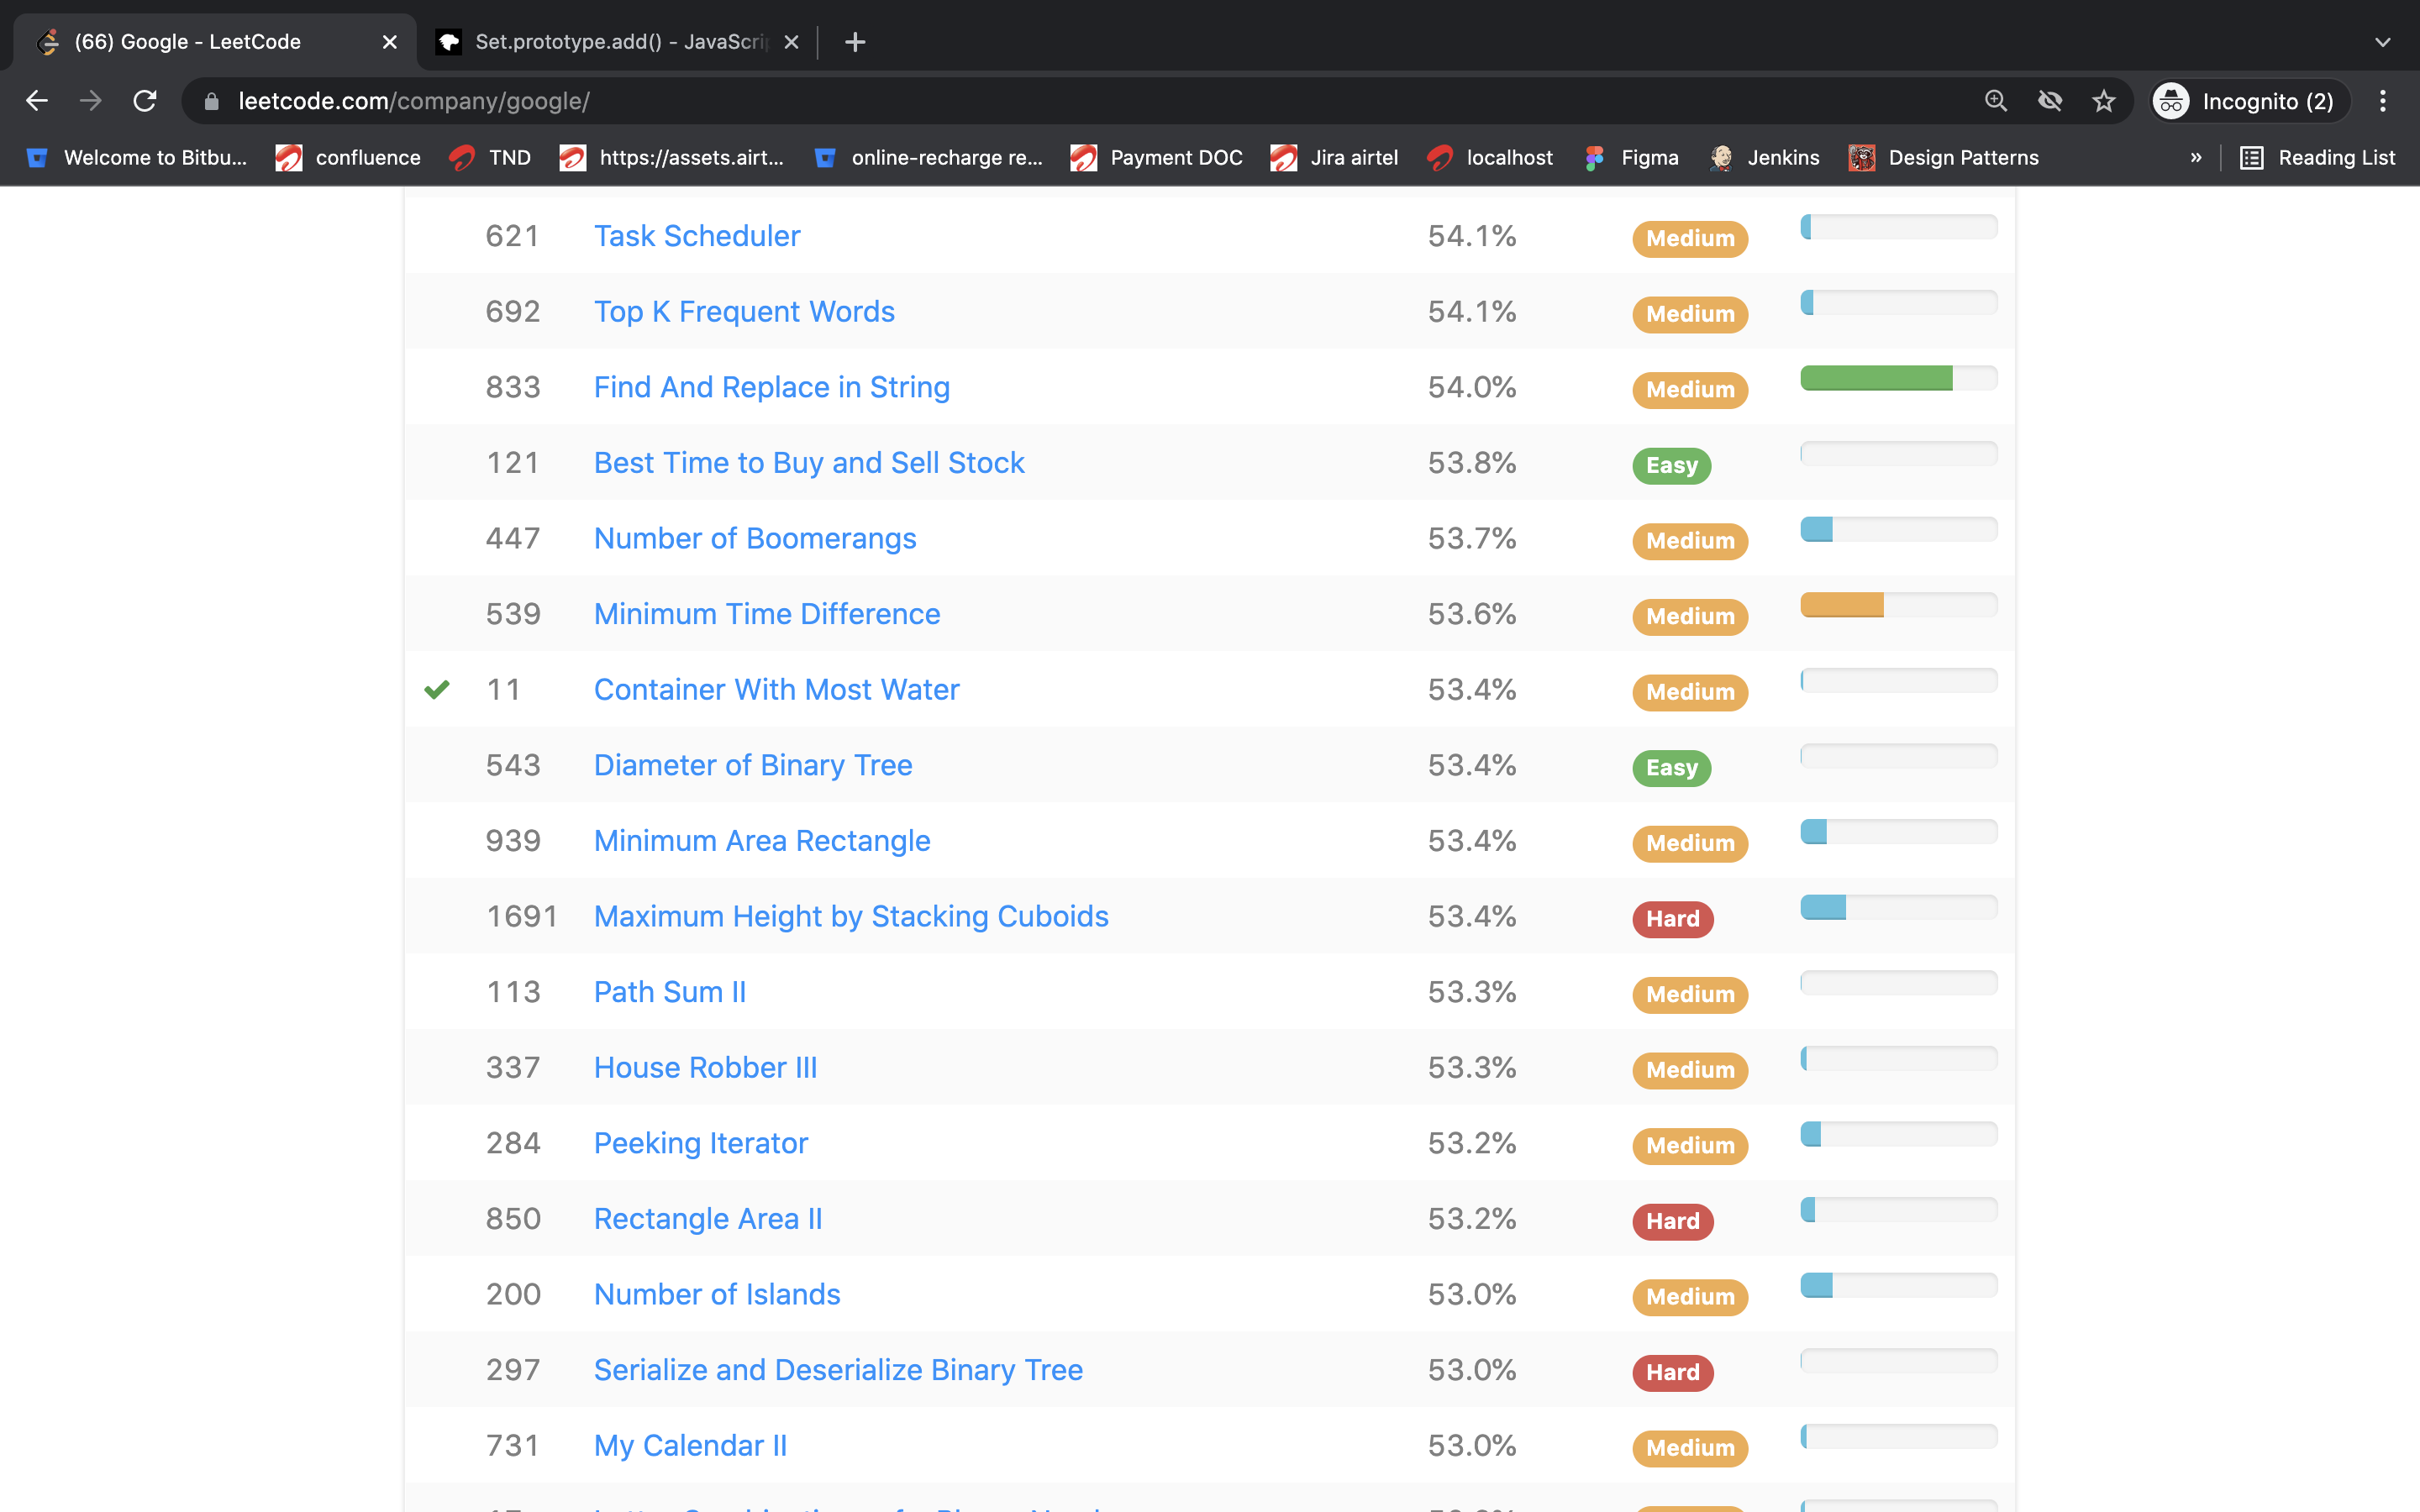 (66) Google - LeetCode
Set.prototype.add() - JavaScri
leetcode.com/company/google/
Incognito (2)
Welcome to Bitbu...
confluence
TND
https://assets.airt...
online-recharge re...
Payment DOC
Jira airtel
localhost
Figma
Jenkins
Design Patterns
»
Reading List
621 Task Scheduler 54.1% Medium
692 Top K Frequent Words 54.1% Medium
833 Find And Replace in String 54.0% Medium
121 Best Time to Buy and Sell Stock 53.8% Easy
447 Number of Boomerangs 53.7% Medium
539 Minimum Time Difference 53.6% Medium
11 Container With Most Water 53.4% Medium
543 Diameter of Binary Tree 53.4% Easy
939 Minimum Area Rectangle 53.4% Medium
1691 Maximum Height by Stacking Cuboids 53.4% Hard
113 Path Sum II 53.3% Medium
337 House Robber III 53.3% Medium
284 Peeking Iterator 53.2% Medium
850 Rectangle Area II 53.2% Hard
200 Number of Islands 53.0% Medium
297 Serialize and Deserialize Binary Tree 53.0% Hard
731 My Calendar II 53.0% Medium